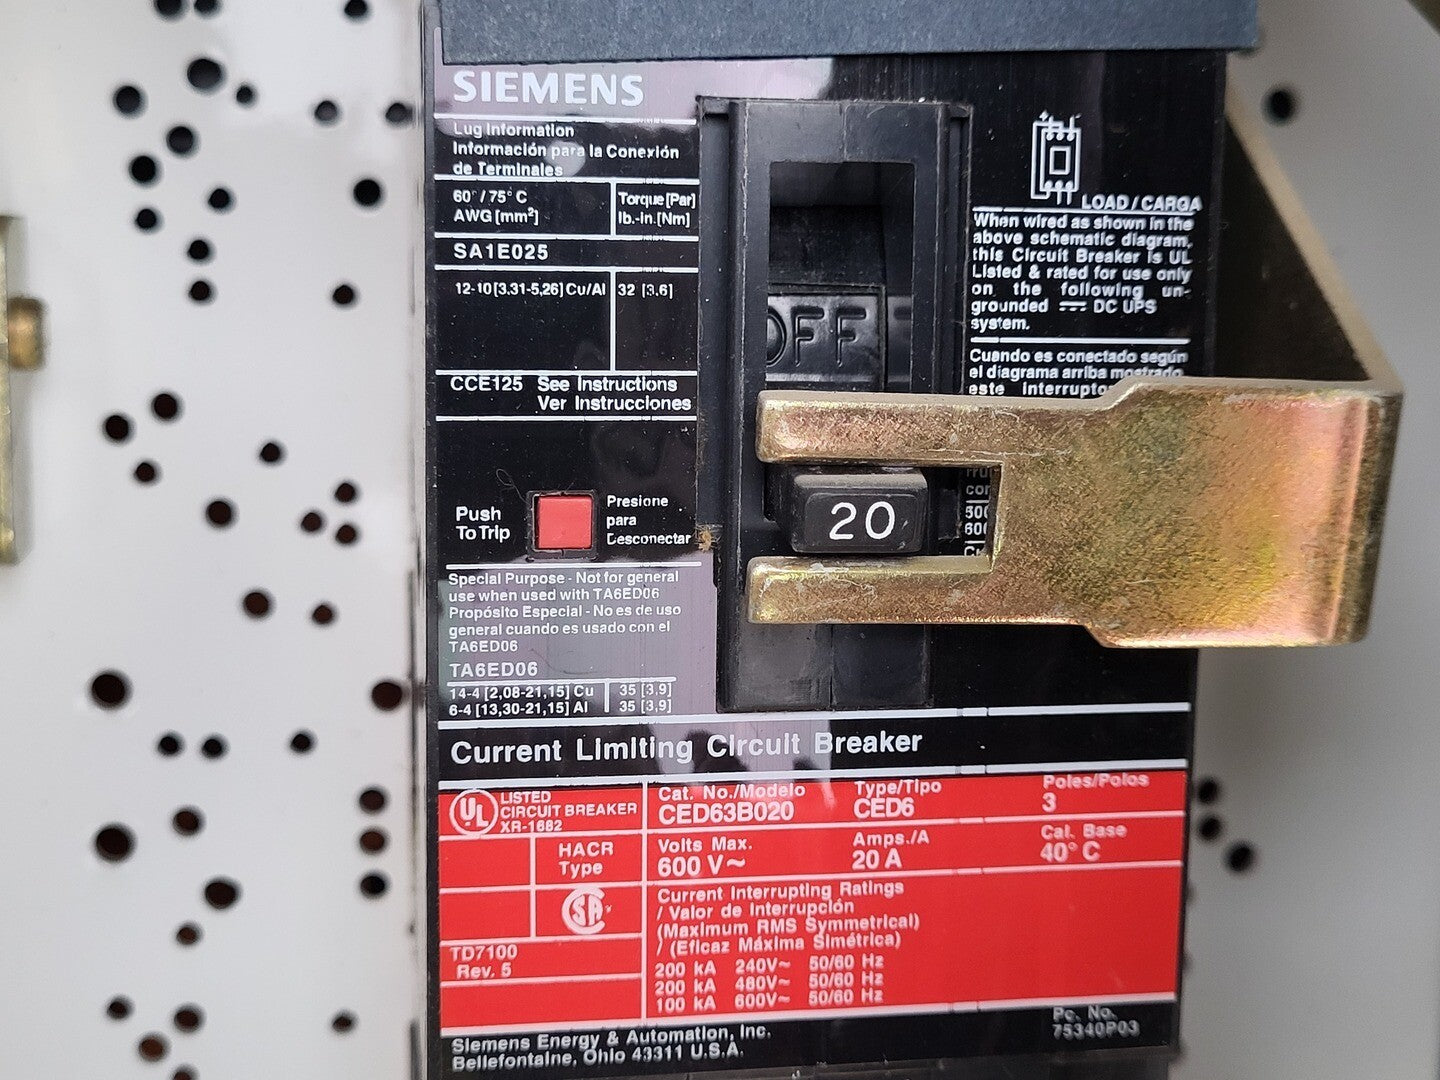 SIEMENS
Lug Information
Información para la Conexión
de Terminales
60° / 75° C
AWG [mm²]
Torque [Par]
lb.-in. [Nm]
SA1E025
12-10 [3.31-5,26] Cu/Al
32 [3.6]
CCE125 See Instructions
Ver Instrucciones
Push
To Trip
Presione
para
Desconectar
Special Purpose - Not for general
use when used with TA6ED06
Propósito Especial - No es de uso
general cuando es usado con el
TA6ED06
TA6ED06
14-4 [2,08-21,15] Cu 35 [3,9]
6-4 [13,30-21,15] Al 35 [3,9]
OFF
20
LOAD / CARGA
When wired as shown in the
above schematic diagram,
this Circuit Breaker is UL
Listed & rated for use only
on the following un-
grounded DC UPS
system.
Cuando es conectado según
el diagrama arriba mostrado
este
Current Limiting Circuit Breaker
UL
LISTED
CIRCUIT BREAKER
XR-1682
HACR
Type
SA
TD7100
Rev. 5
Cat. No./Modelo
CED63B020
Type/Tipo
CED6
Poles/Polos
3
Volts Max.
600 V~
Amps./A
20 A
Cal. Base
40° C
Current Interrupting Ratings
/ Valor de Interrupción
(Maximum RMS Symmetrical)
/ (Eficaz Máxima Simétrica)
200 kA 240V~ 50/60 Hz
200 kA 480V~ 50/60 Hz
100 kA 600V~ 50/60 Hz
Siemens Energy & Automation, Inc.
Bellefontaine, Ohio 43311 U.S.A.
Pc. No.
75340P03